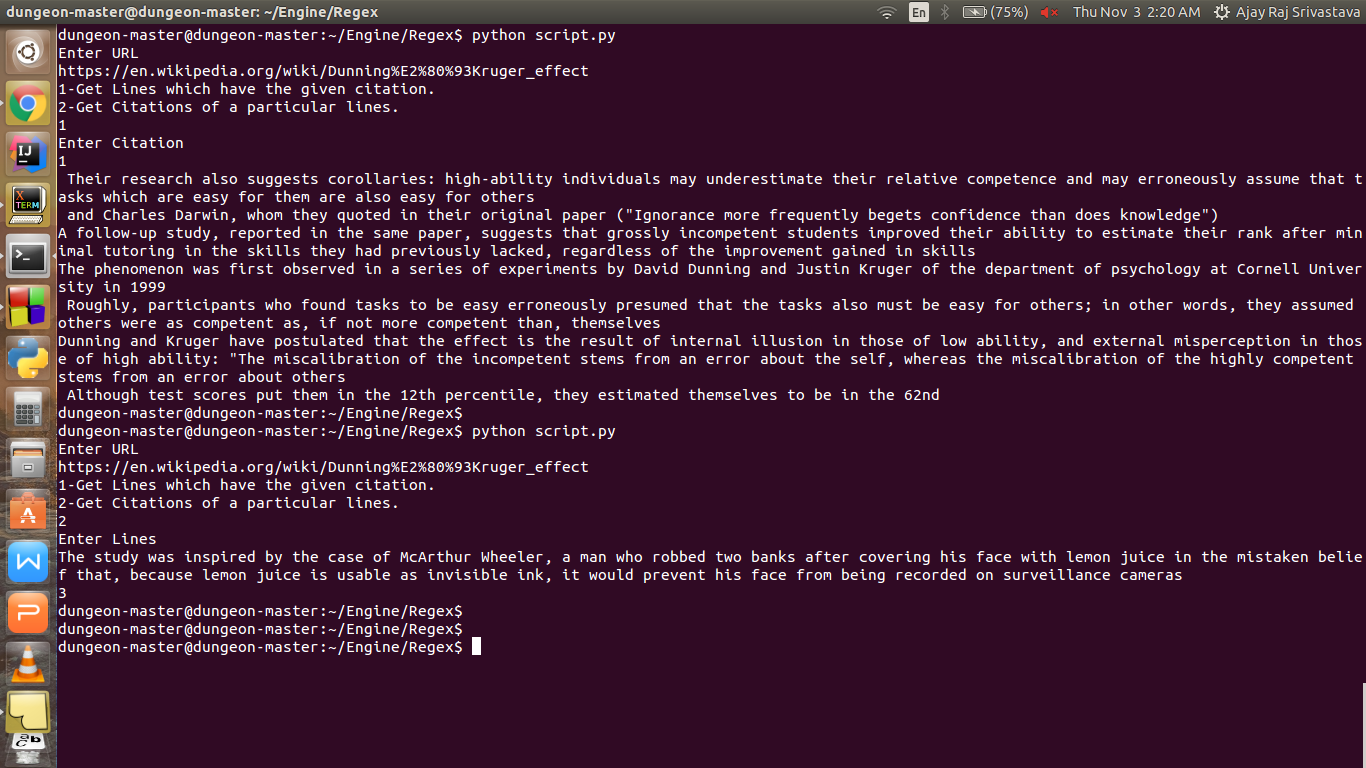 dungeon-master@dungeon-master: ~/Engine/Regex
En
(75%)
Thu Nov 3 2:20 AM
Ajay Raj Srivastava
dungeon-master@dungeon-master:~/Engine/Regex$ python script.py
Enter URL
https://en.wikipedia.org/wiki/Dunning%E2%80%93Kruger_effect
1-Get Lines which have the given citation.
2-Get Citations of a particular lines.
1
Enter Citation
1
 Their research also suggests corollaries: high-ability individuals may underestimate their relative competence and may erroneously assume that t
asks which are easy for them are also easy for others
 and Charles Darwin, whom they quoted in their original paper ("Ignorance more frequently begets confidence than does knowledge")
A follow-up study, reported in the same paper, suggests that grossly incompetent students improved their ability to estimate their rank after min
imal tutoring in the skills they had previously lacked, regardless of the improvement gained in skills
The phenomenon was first observed in a series of experiments by David Dunning and Justin Kruger of the department of psychology at Cornell Univer
sity in 1999
 Roughly, participants who found tasks to be easy erroneously presumed that the tasks also must be easy for others; in other words, they assumed
others were as competent as, if not more competent than, themselves
Dunning and Kruger have postulated that the effect is the result of internal illusion in those of low ability, and external misperception in thos
e of high ability: "The miscalibration of the incompetent stems from an error about the self, whereas the miscalibration of the highly competent
stems from an error about others
 Although test scores put them in the 12th percentile, they estimated themselves to be in the 62nd
dungeon-master@dungeon-master:~/Engine/Regex$
dungeon-master@dungeon-master:~/Engine/Regex$ python script.py
Enter URL
https://en.wikipedia.org/wiki/Dunning%E2%80%93Kruger_effect
1-Get Lines which have the given citation.
2-Get Citations of a particular lines.
2
Enter Lines
The study was inspired by the case of McArthur Wheeler, a man who robbed two banks after covering his face with lemon juice in the mistaken belie
f that, because lemon juice is usable as invisible ink, it would prevent his face from being recorded on surveillance cameras
3
dungeon-master@dungeon-master:~/Engine/Regex$
dungeon-master@dungeon-master:~/Engine/Regex$
dungeon-master@dungeon-master:~/Engine/Regex$
IJ
X
TERM
>_
A
W
P
abc